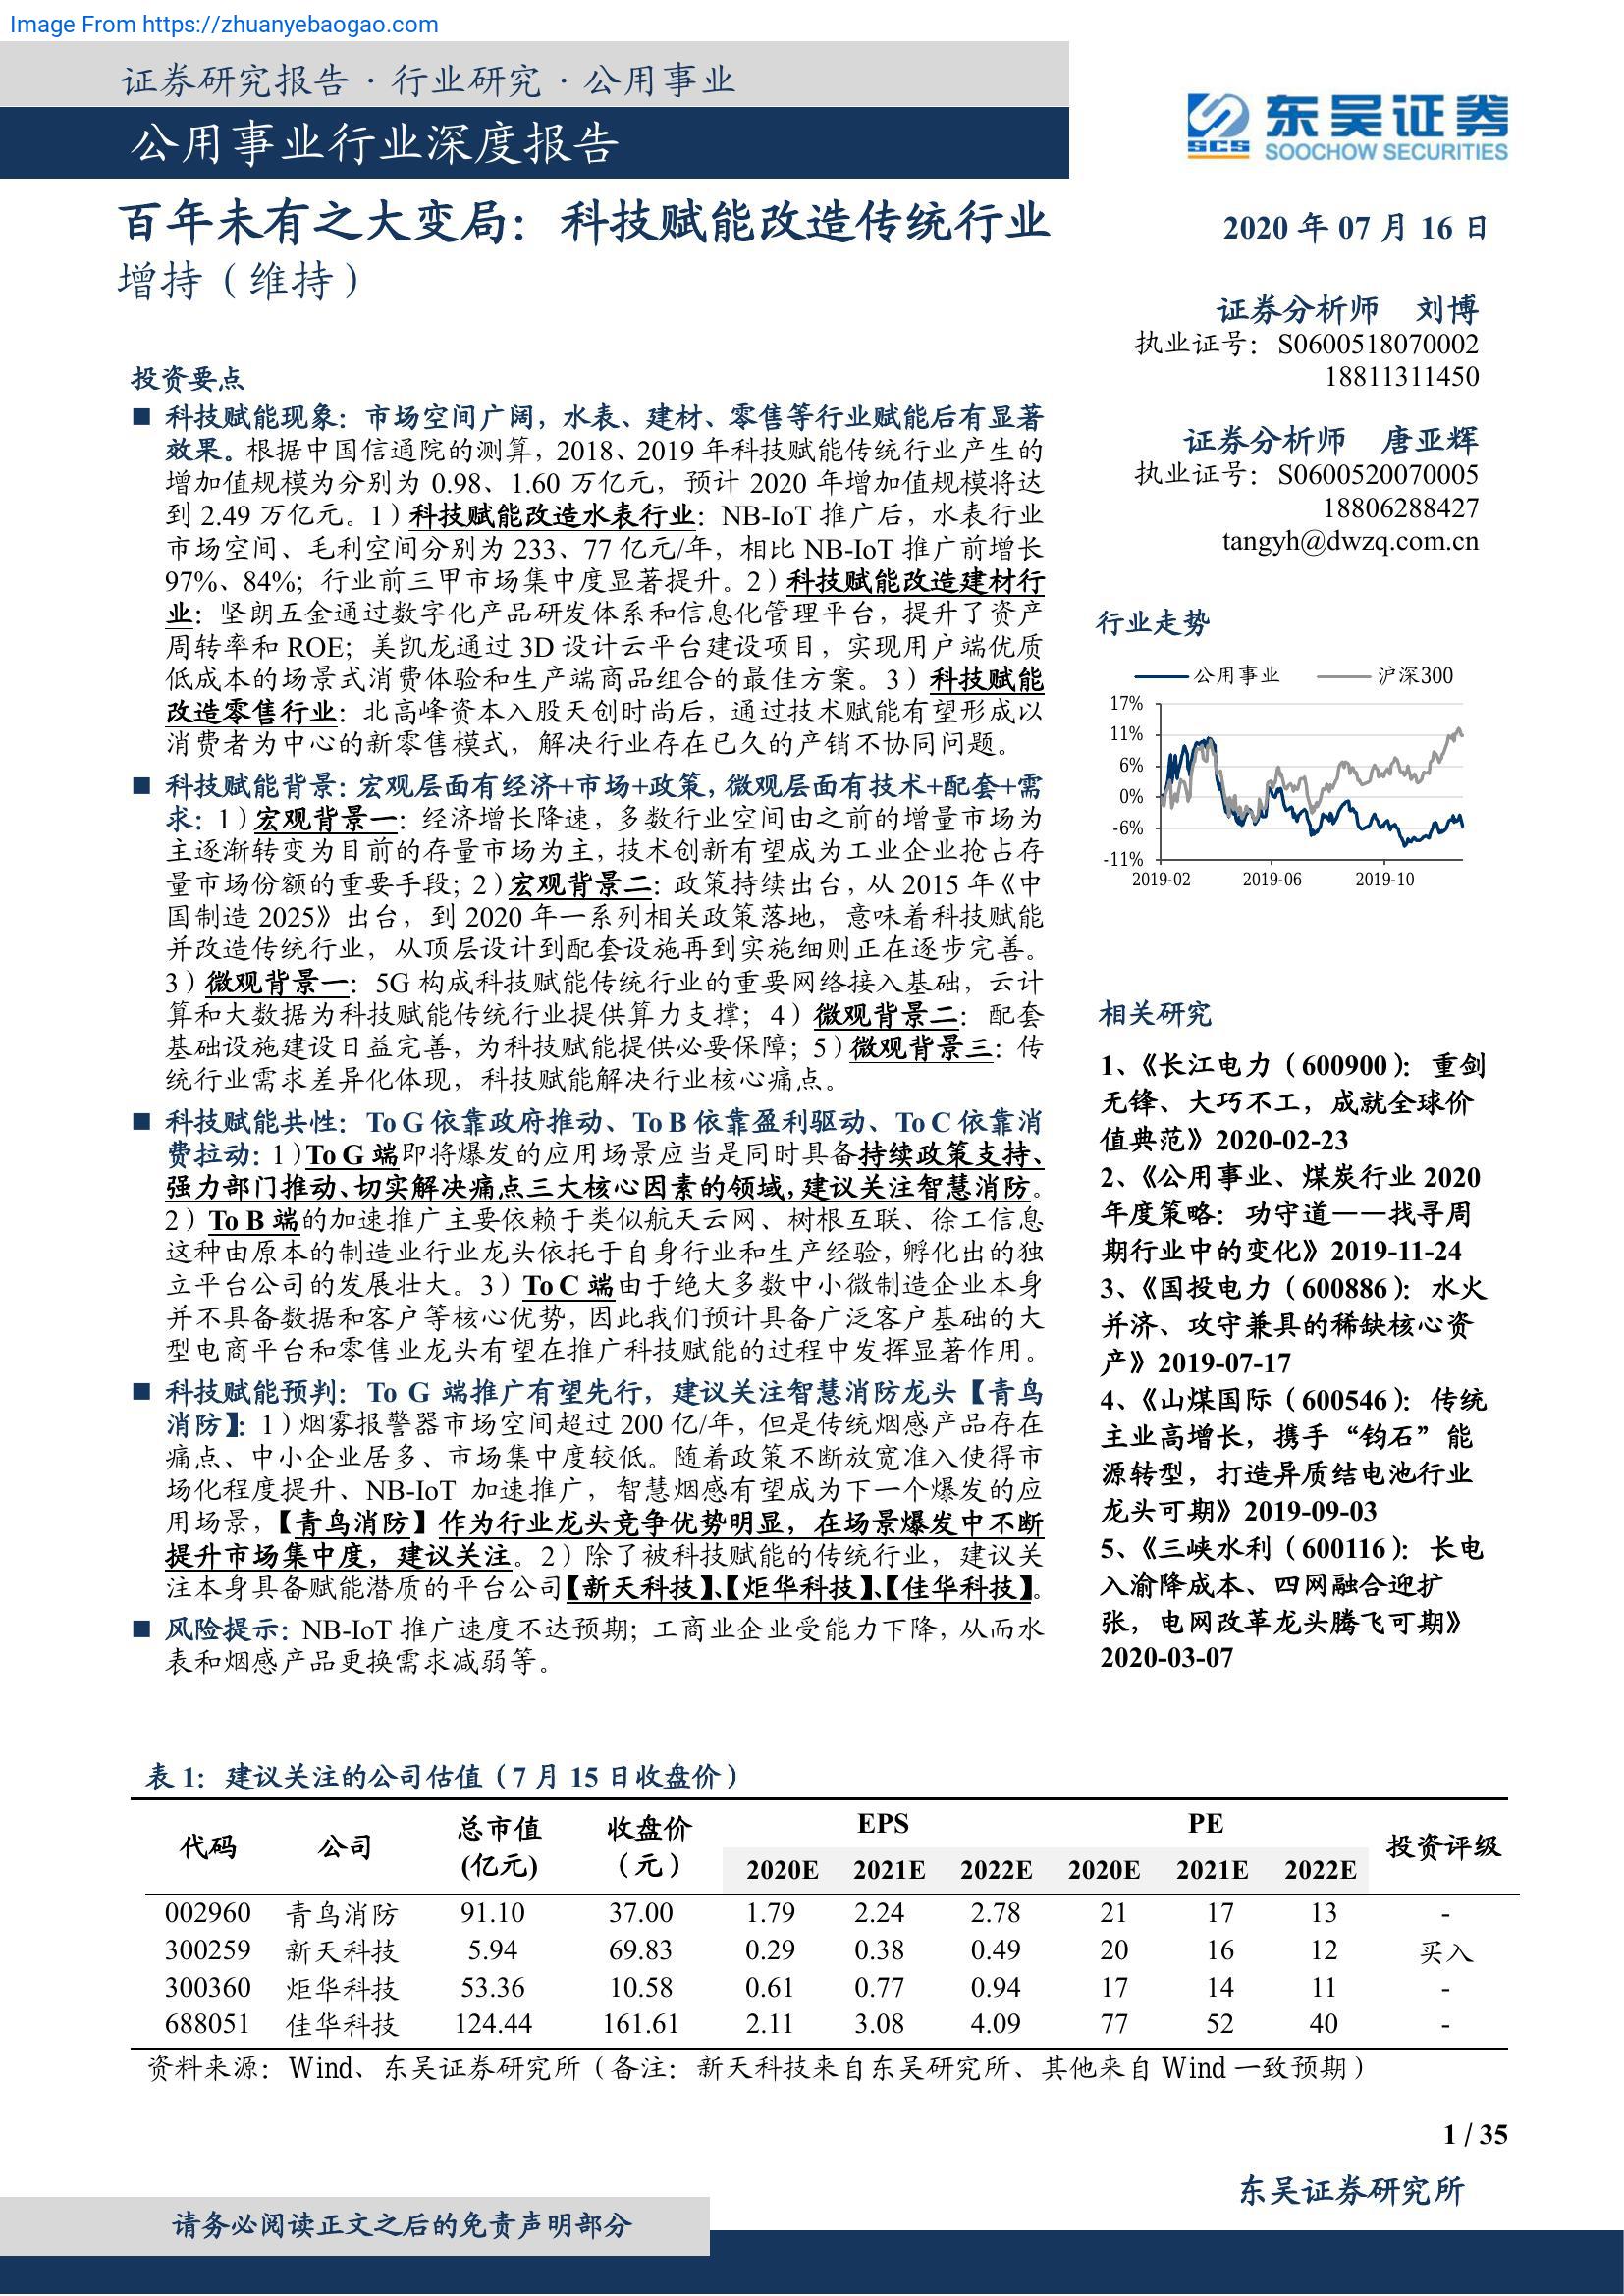 Image From https://zhuanyebaogao.com
证券研究报告·行业研究·公用事业
公用事业行业深度报告
东吴证券
SCS
SOOCHOW SECURITIES
百年未有之大变局：科技赋能改造传统行业
增持（维持）
2020 年 07 月 16 日
证券分析师 刘博
执业证号：S0600518070002
18811311450
证券分析师 唐亚辉
执业证号：S0600520070005
18806288427
tangyh@dwzq.com.cn
投资要点
■ 科技赋能现象：市场空间广阔，水表、建材、零售等行业赋能后有显著
效果。根据中国信通院的测算，2018、2019 年科技赋能传统行业产生的
增加值规模为分别为 0.98、1.60 万亿元，预计 2020 年增加值规模将达
到 2.49 万亿元。1）科技赋能改造水表行业：NB-IoT 推广后，水表行业
市场空间、毛利空间分别为 233、77 亿元/年，相比 NB-IoT 推广前增长
97%、84%；行业前三甲市场集中度显著提升。2）科技赋能改造建材行
业：坚朗五金通过数字化产品研发体系和信息化管理平台，提升了资产
周转率和 ROE；美凯龙通过 3D 设计云平台建设项目，实现用户端优质
低成本的场景式消费体验和生产端商品组合的最佳方案。3）科技赋能
改造零售行业：北高峰资本入股天创时尚后，通过技术赋能有望形成以
消费者为中心的新零售模式，解决行业存在已久的产销不协同问题。
■ 科技赋能背景：宏观层面有经济+市场+政策，微观层面有技术+配套+需
求：1）宏观背景一：经济增长降速，多数行业空间由之前的增量市场为
主逐渐转变为目前的存量市场为主，技术创新有望成为工业企业抢占存
量市场份额的重要手段；2）宏观背景二：政策持续出台，从 2015 年《中
国制造 2025》出台，到 2020 年一系列相关政策落地，意味着科技赋能
并改造传统行业，从顶层设计到配套设施再到实施细则正在逐步完善。
3）微观背景一：5G 构成科技赋能传统行业的重要网络接入基础，云计
算和大数据为科技赋能传统行业提供算力支撑；4）微观背景二：配套
基础设施建设日益完善，为科技赋能提供必要保障；5）微观背景三：传
统行业需求差异化体现，科技赋能解决行业核心痛点。
■ 科技赋能共性：To G 依靠政府推动、To B 依靠盈利驱动、To C 依靠消
费拉动：1）To G 端即将爆发的应用场景应当是同时具备持续政策支持、
强力部门推动、切实解决痛点三大核心因素的领域，建议关注智慧消防。
2）To B 端的加速推广主要依赖于类似航天云网、树根互联、徐工信息
这种由原本的制造业行业龙头依托于自身行业和生产经验，孵化出的独
立平台公司的发展壮大。3）To C 端由于绝大多数中小微制造企业本身
并不具备数据和客户等核心优势，因此我们预计具备广泛客户基础的大
型电商平台和零售业龙头有望在推广科技赋能的过程中发挥显著作用。
■ 科技赋能预判：To G 端推广有望先行，建议关注智慧消防龙头【青鸟
消防】：1）烟雾报警器市场空间超过 200 亿/年，但是传统烟感产品存在
痛点、中小企业居多、市场集中度较低。随着政策不断放宽准入使得市
场化程度提升、NB-IoT 加速推广，智慧烟感有望成为下一个爆发的应
用场景，【青鸟消防】作为行业龙头竞争优势明显，在场景爆发中不断
提升市场集中度，建议关注。2）除了被科技赋能的传统行业，建议关
注本身具备赋能潜质的平台公司【新天科技】、【炬华科技】、【佳华科技】。
■ 风险提示：NB-IoT 推广速度不达预期；工商业企业受能力下降，从而水
表和烟感产品更换需求减弱等。
行业走势
公用事业 沪深300
17%
11%
6%
0%
-6%
-11%
2019-02 2019-06 2019-10
相关研究
1、《长江电力（600900）：重剑
无锋、大巧不工，成就全球价
值典范》2020-02-23
2、《公用事业、煤炭行业 2020
年度策略：功守道——找寻周
期行业中的变化》2019-11-24
3、《国投电力（600886）：水火
并济、攻守兼具的稀缺核心资
产》2019-07-17
4、《山煤国际（600546）：传统
主业高增长，携手“钧石”能
源转型，打造异质结电池行业
龙头可期》2019-09-03
5、《三峡水利（600116）：长电
入渝降成本、四网融合迎扩
张，电网改革龙头腾飞可期》
2020-03-07
表 1：建议关注的公司估值（7 月 15 日收盘价）
代码 公司 总市值(亿元) 收盘价（元） EPS PE 投资评级
2020E 2021E 2022E 2020E 2021E 2022E
002960 青鸟消防 91.10 37.00 1.79 2.24 2.78 21 17 13 -
300259 新天科技 5.94 69.83 0.29 0.38 0.49 20 16 12 买入
300360 炬华科技 53.36 10.58 0.61 0.77 0.94 17 14 11 -
688051 佳华科技 124.44 161.61 2.11 3.08 4.09 77 52 40 -
资料来源：Wind、东吴证券研究所（备注：新天科技来自东吴研究所、其他来自 Wind 一致预期）
1 / 35
东吴证券研究所
请务必阅读正文之后的免责声明部分